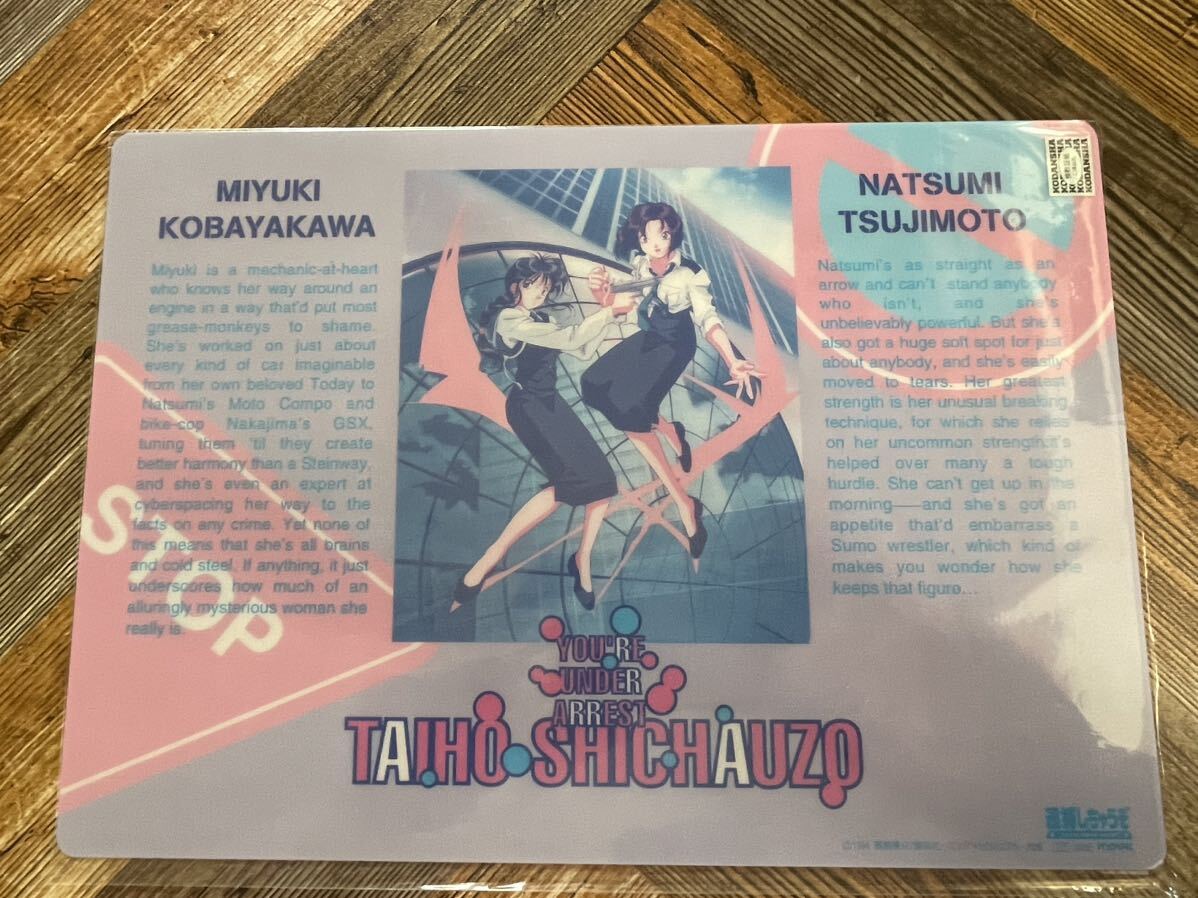 MIYUKI
KOBAYAKAWA
Miyuki is a mechanic-at-heart
who knows her way around an
engine in a way that'd put most
grease-monkeys to shame.
She's worked on just about
every kind of car imaginable
from her own beloved Today to
Natsumi's Moto Compo and
bike-cop Nakajima's GSX,
tuning them 'til they create
better harmony than a Steinway,
and she's even an expert at
cyberspacing her way to the
facts on any crime. Yet none of
this means that she's all brains
and cold steel. If anything, it just
underscores how much of an
alluringly mysterious woman she
really is.
STOP
NATSUMI
TSUJIMOTO
Natsumi's as straight as an
arrow and can't stand anybody
who isn't, and she's
unbelievably powerful. But she's
also got a huge soft spot for just
about anybody, and she's easily
moved to tears. Her greatest
strength is her unusual breaking
technique, for which she relies
on her uncommon strength's
helped over many a tough
hurdle. She can't get up in the
morning—and she's got an
appetite that'd embarrass a
Sumo wrestler, which kind of
makes you wonder how she
keeps that figure...
KODANSHA
KODANSHA
YOU'RE
UNDER
ARREST
TAIHO SHICHAUZO
逮捕しちゃうぞ